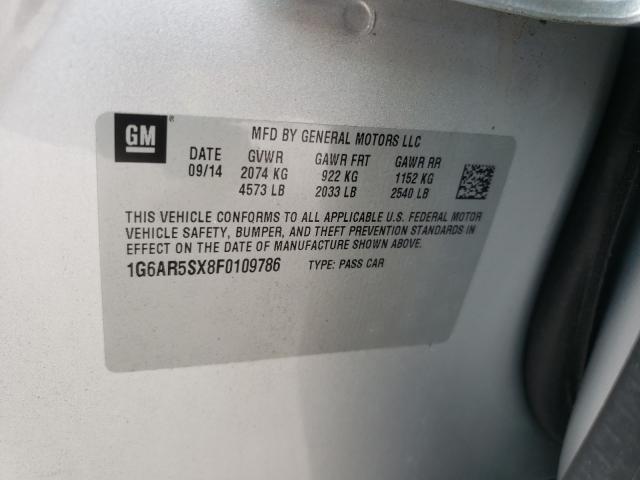 GM
MFD BY GENERAL MOTORS LLC
DATE GVWR GAWR FRT GAWR RR
09/14 2074 KG 922 KG 1152 KG
4573 LB 2033 LB 2540 LB
THIS VEHICLE CONFORMS TO ALL APPLICABLE U.S. FEDERAL MOTOR
VEHICLE SAFETY, BUMPER, AND THEFT PREVENTION STANDARDS IN
EFFECT ON THE DATE OF MANUFACTURE SHOWN ABOVE.
1G6AR5SX8F0109786 TYPE: PASS CAR